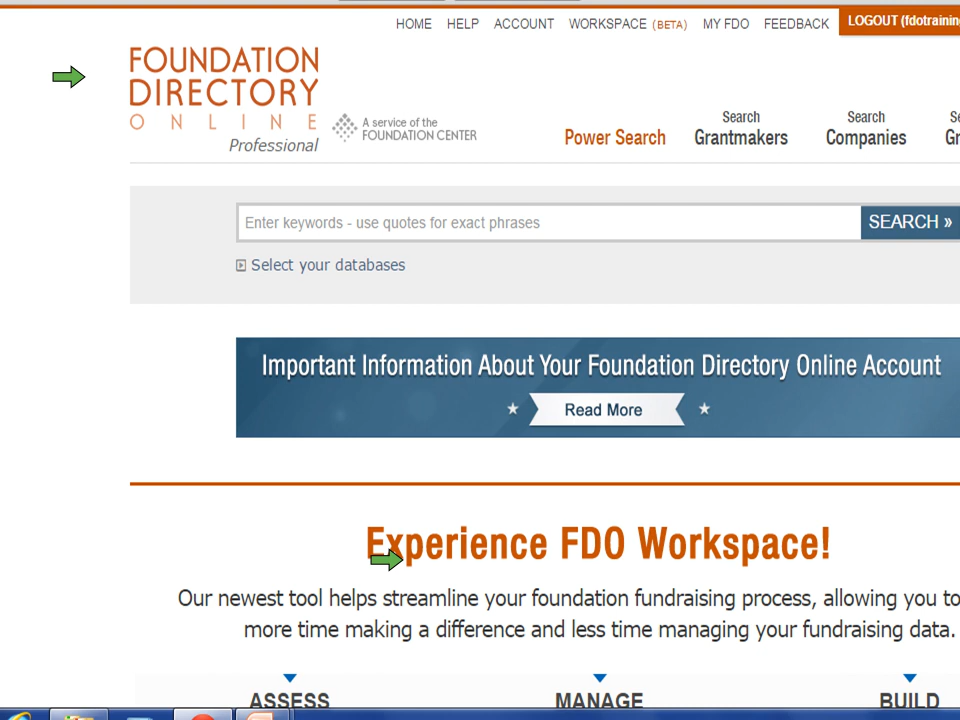 HOME HELP ACCOUNT WORKSPACE (BETA) MY FDO FEEDBACK LOGOUT (fdotraining
FOUNDATION
DIRECTORY
ONLINE
Professional
A service of the
FOUNDATION CENTER
Power Search
Search
Grantmakers
Search
Companies
Enter keywords - use quotes for exact phrases
SEARCH »
Select your databases
Important Information About Your Foundation Directory Online Account
Read More
Experience FDO Workspace!
Our newest tool helps streamline your foundation fundraising process, allowing you to
more time making a difference and less time managing your fundraising data.
ASSESS MANAGE BUILD